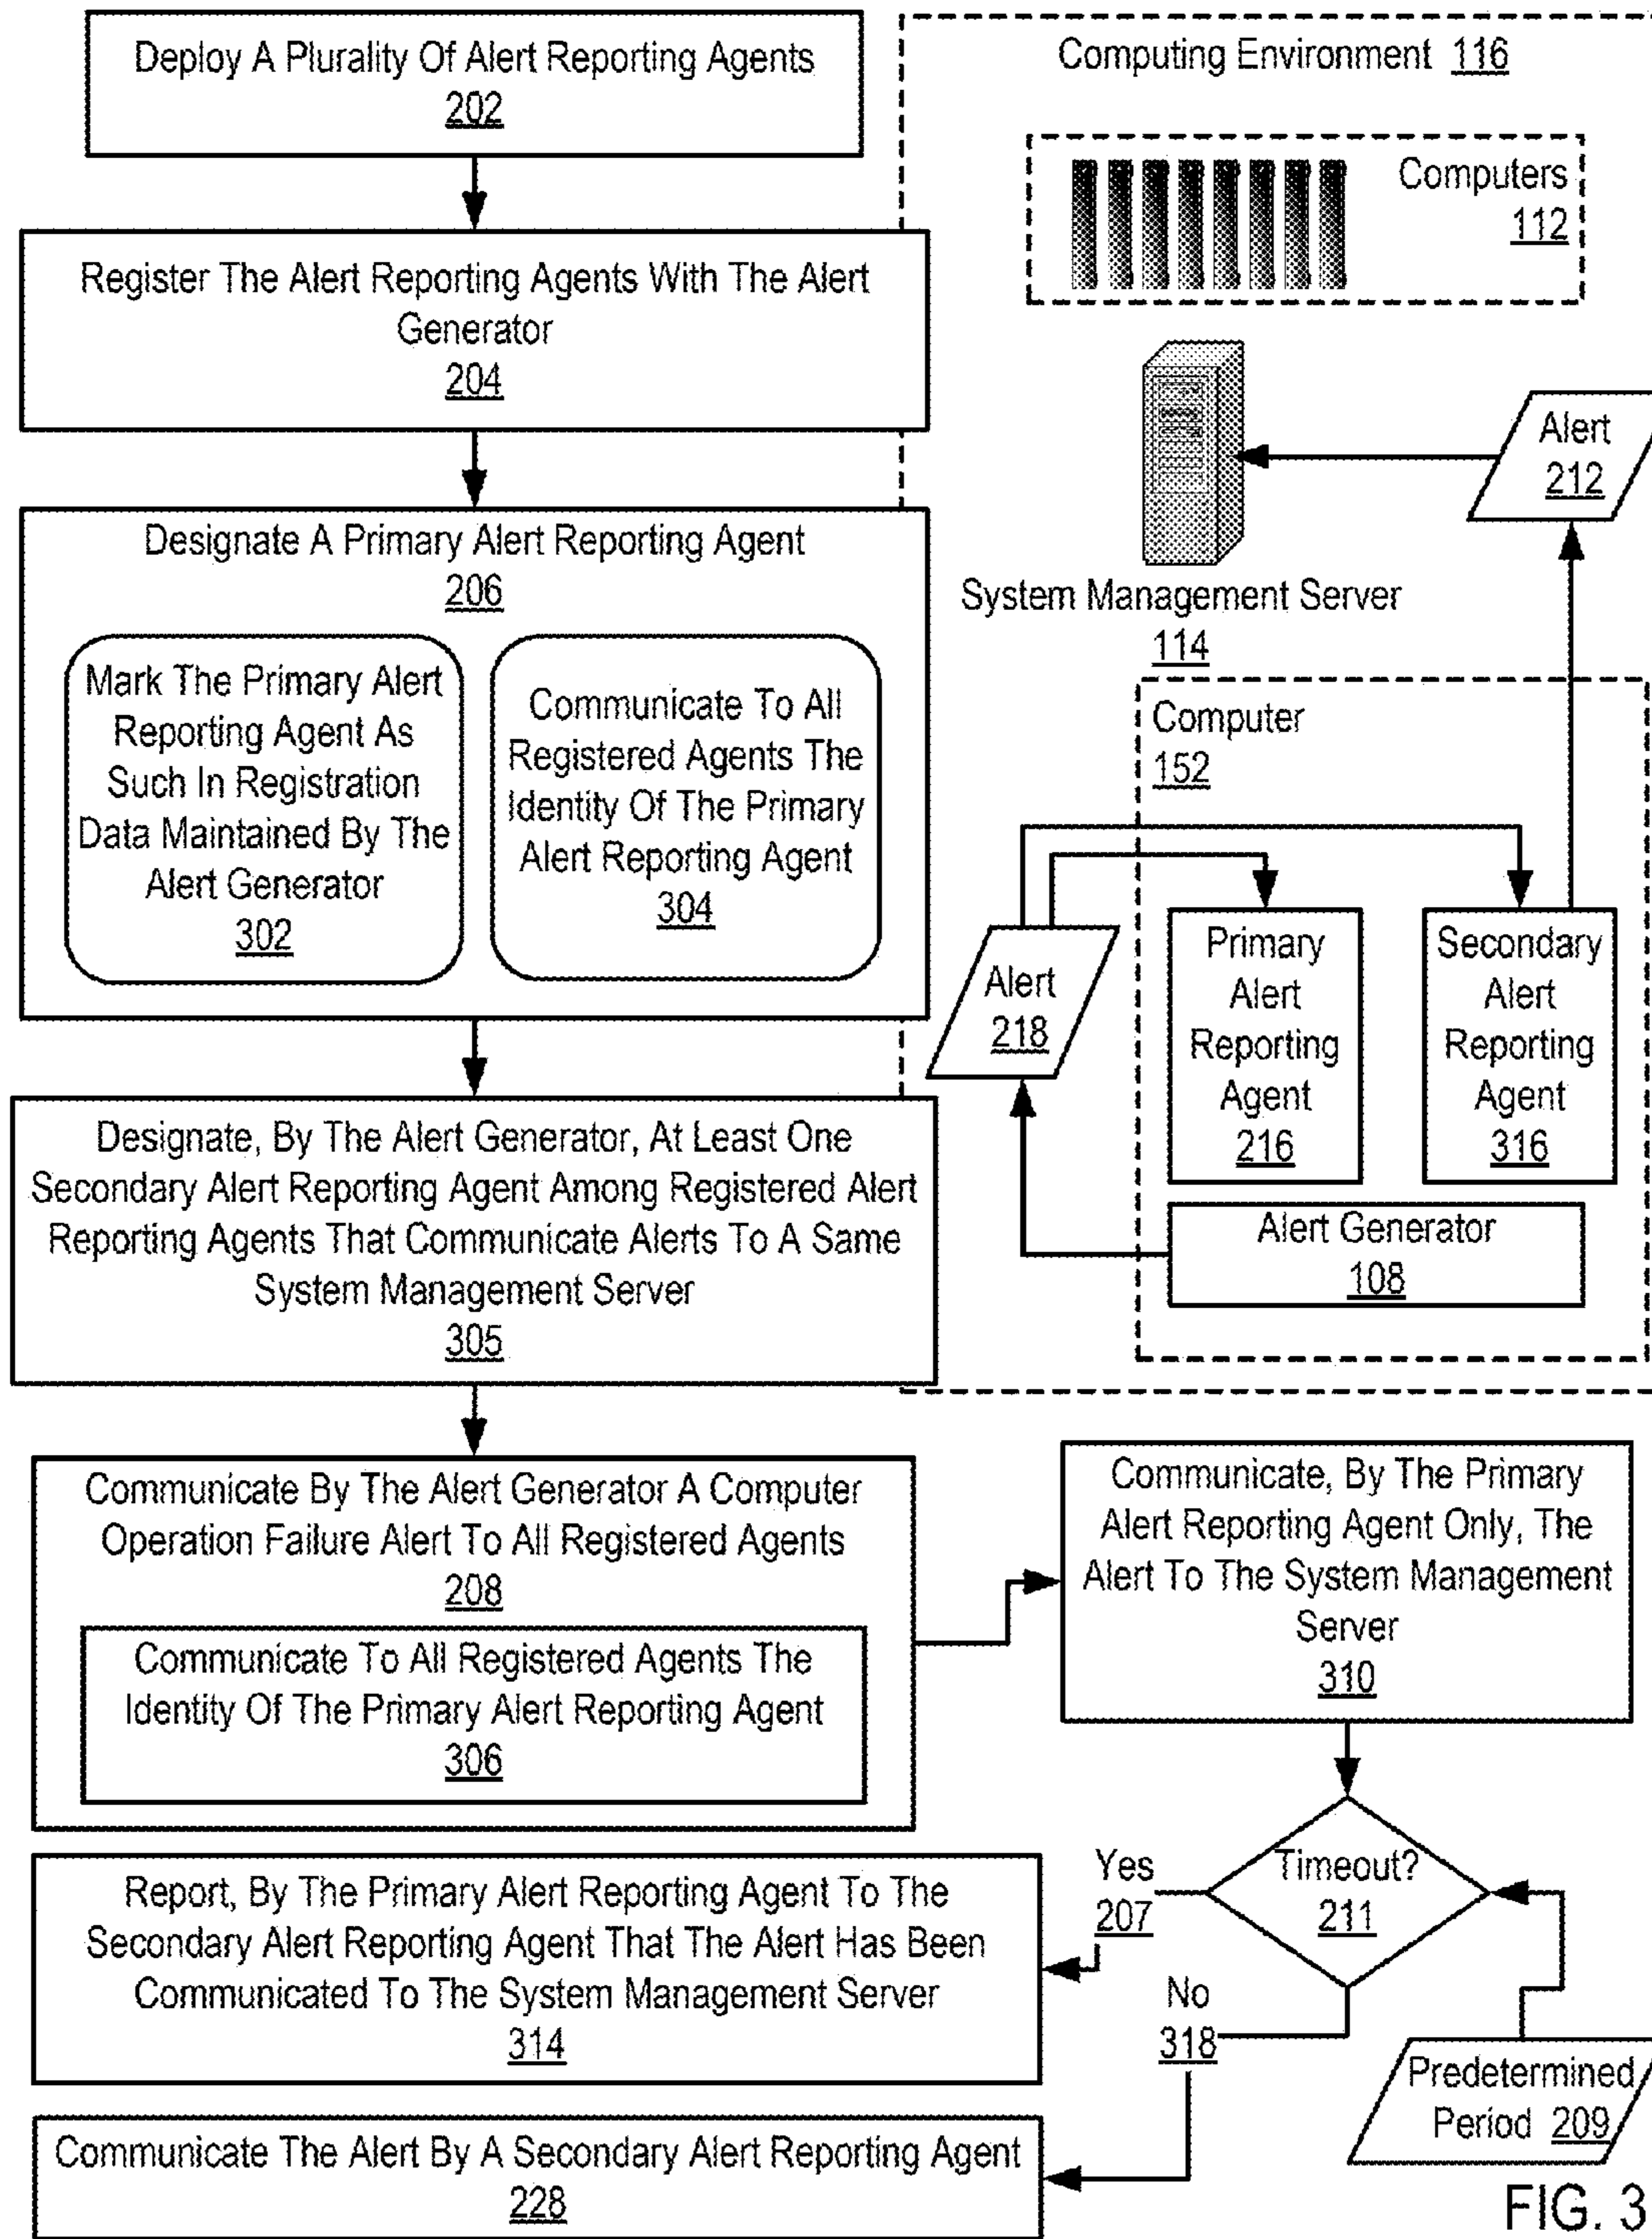 Deploy A Plurality Of Alert Reporting Agents
202
Register The Alert Reporting Agents With The Alert
Generator
204
Designate A Primary Alert Reporting Agent
206
Mark The Primary Alert
Reporting Agent As
Such In Registration
Data Maintained By The
Alert Generator
302
Communicate To All
Registered Agents The
Identity Of The Primary
Alert Reporting Agent
304
Designate, By The Alert Generator, At Least One
Secondary Alert Reporting Agent Among Registered Alert
Reporting Agents That Communicate Alerts To A Same
System Management Server
305
Communicate By The Alert Generator A Computer
Operation Failure Alert To All Registered Agents
208
Communicate To All Registered Agents The
Identity Of The Primary Alert Reporting Agent
306
Report, By The Primary Alert Reporting Agent To The
Secondary Alert Reporting Agent That The Alert Has Been
Communicated To The System Management Server
314
Communicate The Alert By A Secondary Alert Reporting Agent
228
Computing Environment 116
Computers
112
System Management Server
114
Alert
212
Computer
152
Alert
218
Primary
Alert
Reporting
Agent
216
Secondary
Alert
Reporting
Agent
316
Alert Generator
108
Communicate, By The Primary
Alert Reporting Agent Only, The
Alert To The System Management
Server
310
Timeout?
211
Yes
207
No
318
Predetermined
Period 209
FIG. 3